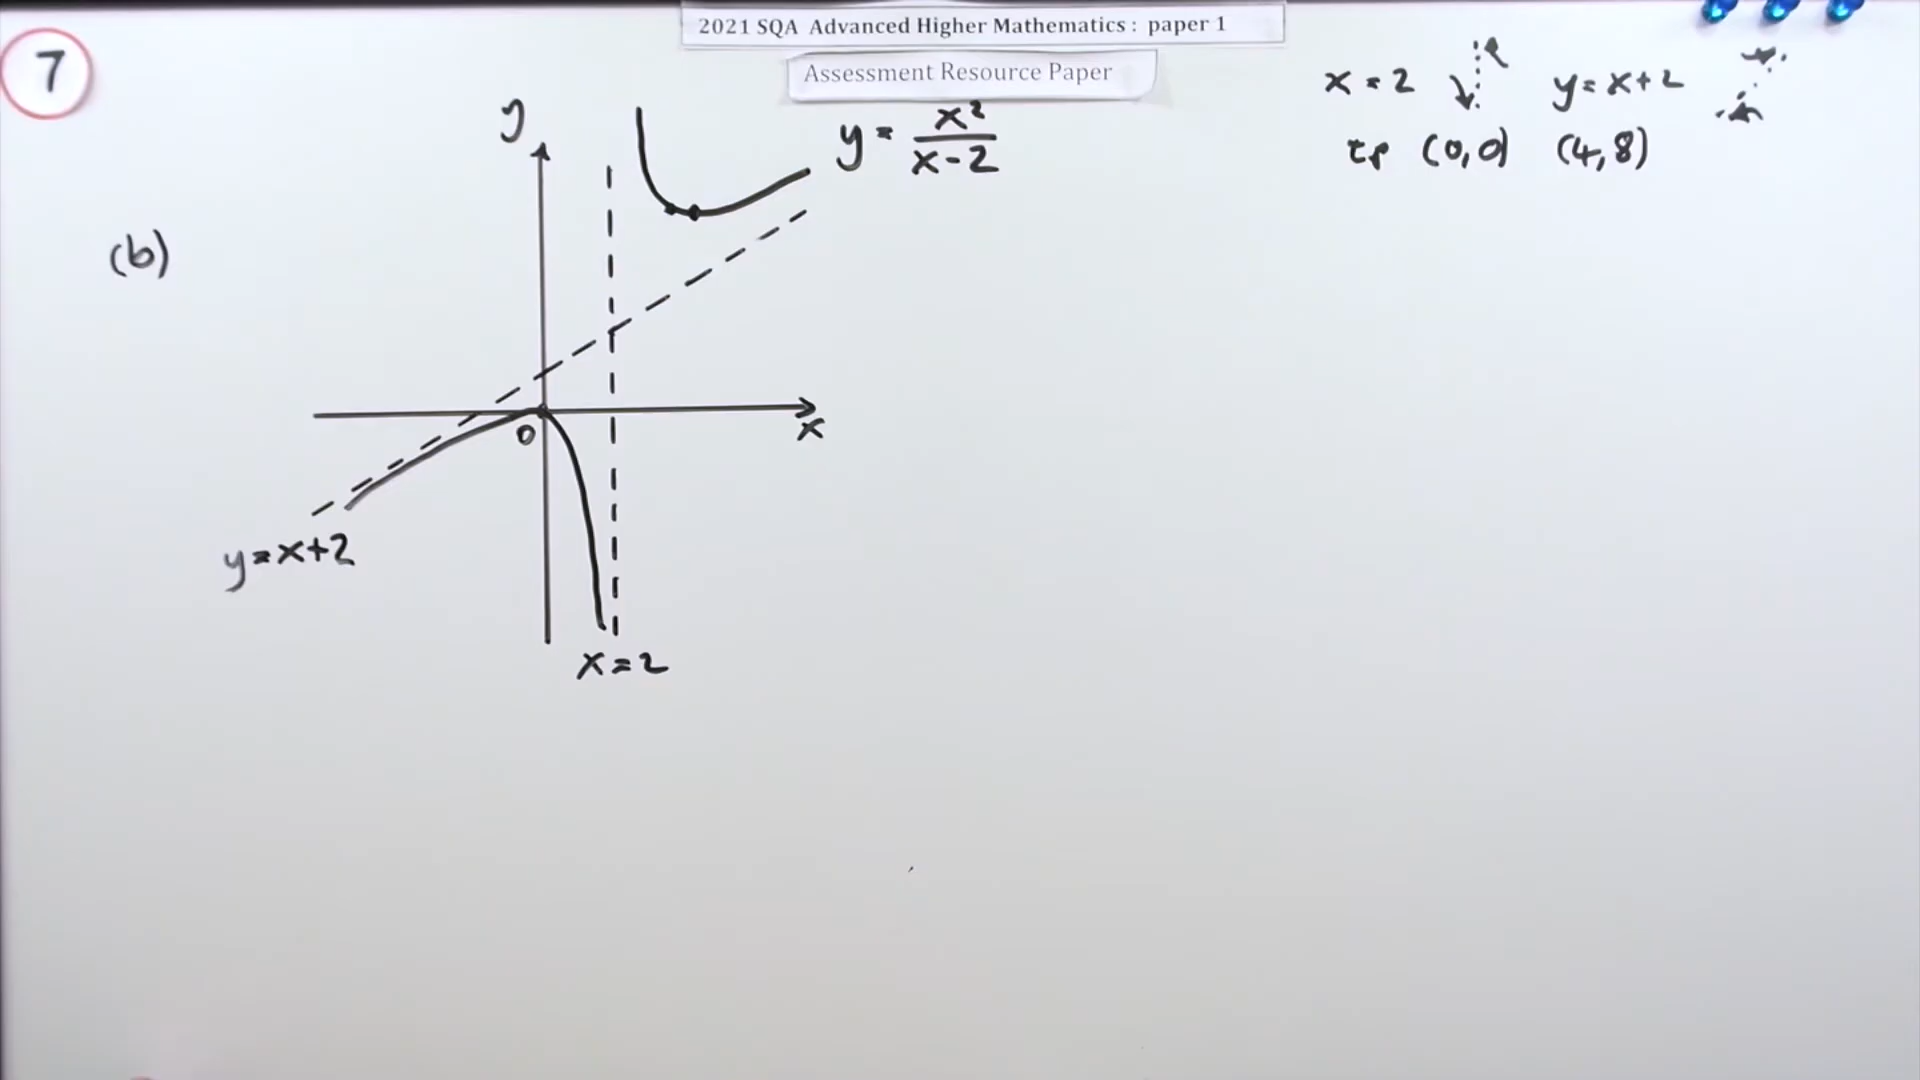 2021 SQA Advanced Higher Mathematics : paper 1
Assessment Resource Paper
7
x = 2 y = x + 2
tp (0,0) (4,8)
y
y = x²/(x - 2)
(b)
0
x
y = x + 2
x = 2